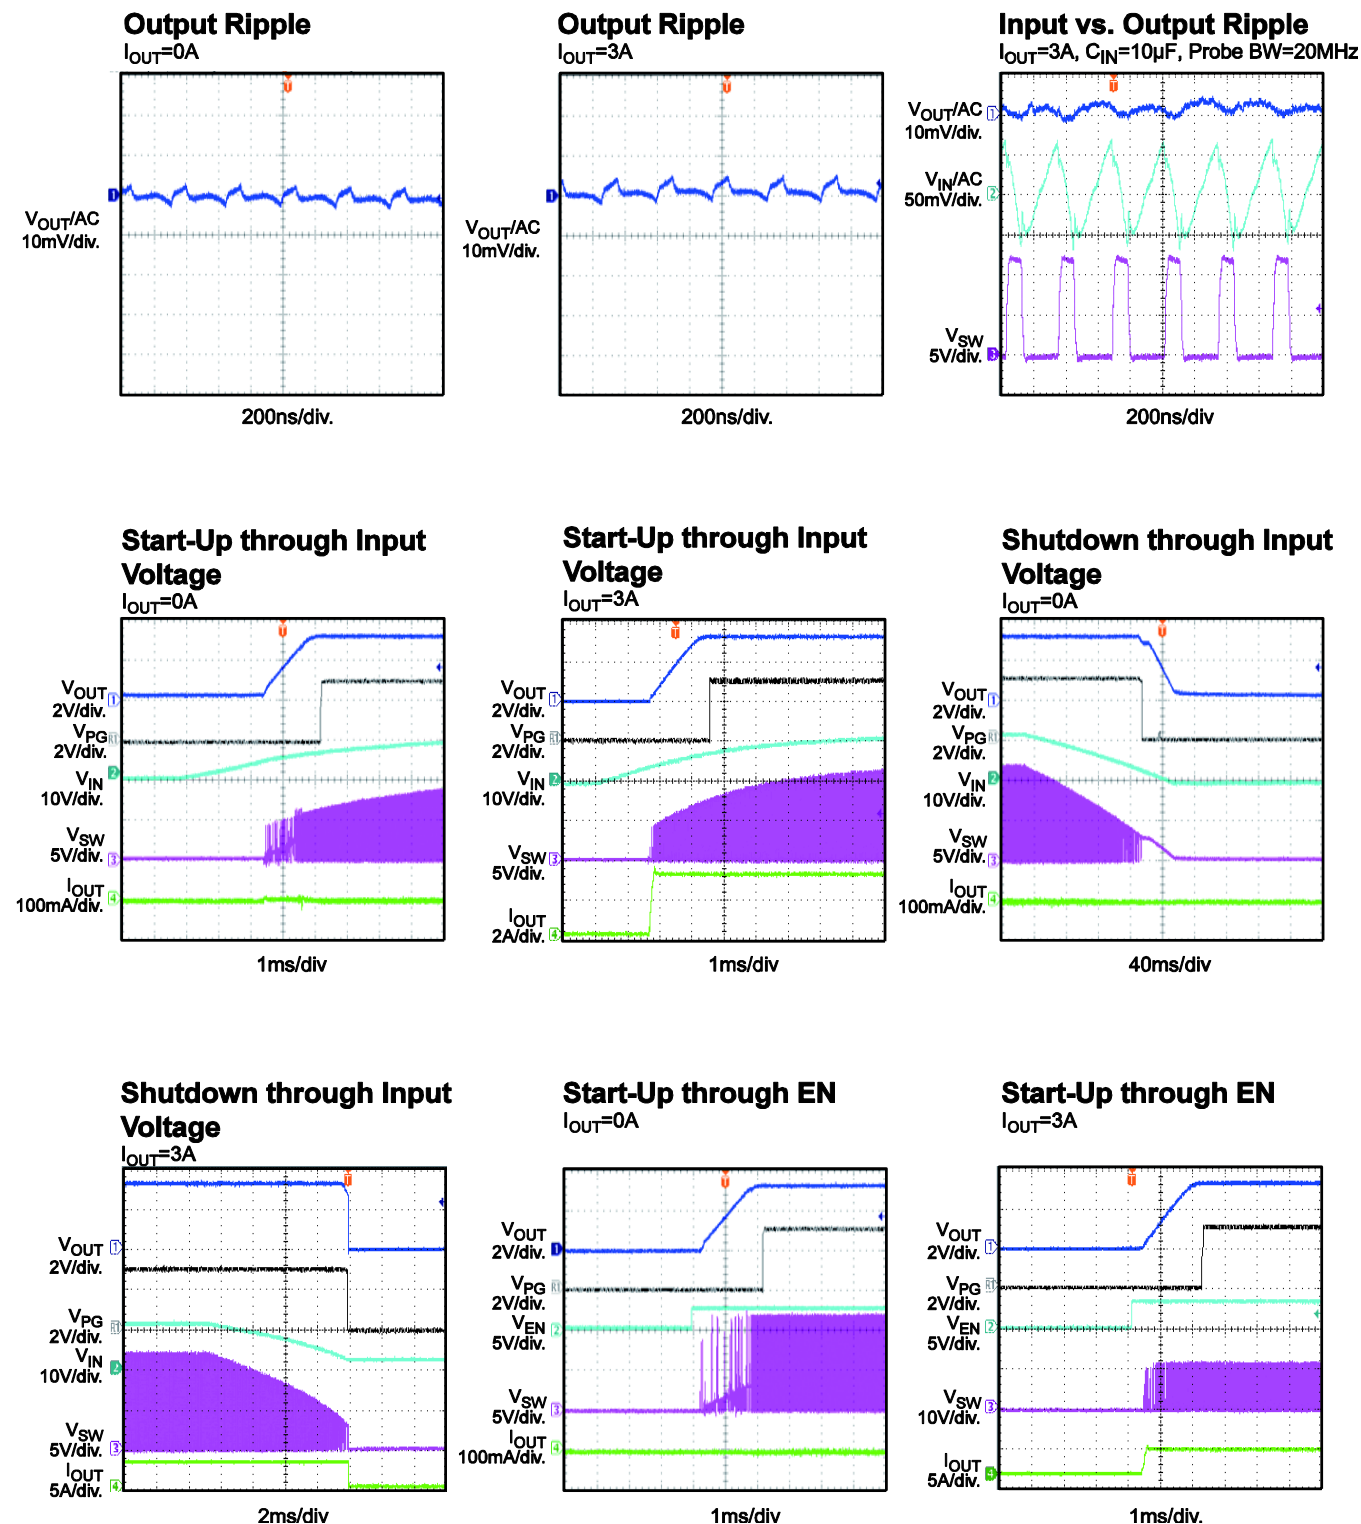 Output Ripple
IOUT=0A
VOUT/AC
10mV/div.
200ns/div.
Output Ripple
IOUT=3A
VOUT/AC
10mV/div.
200ns/div.
Input vs. Output Ripple
IOUT=3A, CIN=10µF, Probe BW=20MHz
VOUT/AC
10mV/div.
VIN/AC
50mV/div.
VSW
5V/div.
200ns/div
Start-Up through Input
Voltage
IOUT=0A
VOUT
2V/div.
VPG
2V/div.
VIN
10V/div.
VSW
5V/div.
IOUT
100mA/div.
1ms/div
Start-Up through Input
Voltage
IOUT=3A
VOUT
2V/div.
VPG
2V/div.
VIN
10V/div.
VSW
5V/div.
IOUT
2A/div.
1ms/div
Shutdown through Input
Voltage
IOUT=0A
VOUT
2V/div.
VPG
2V/div.
VIN
10V/div.
VSW
5V/div.
IOUT
100mA/div.
40ms/div
Shutdown through Input
Voltage
IOUT=3A
VOUT
2V/div.
VPG
2V/div.
VIN
10V/div.
VSW
5V/div.
IOUT
5A/div.
2ms/div
Start-Up through EN
IOUT=0A
VOUT
2V/div.
VPG
2V/div.
VEN
5V/div.
VSW
5V/div.
IOUT
100mA/div.
1ms/div
Start-Up through EN
IOUT=3A
VOUT
2V/div.
VPG
2V/div.
VEN
5V/div.
VSW
10V/div.
IOUT
5A/div.
1ms/div.